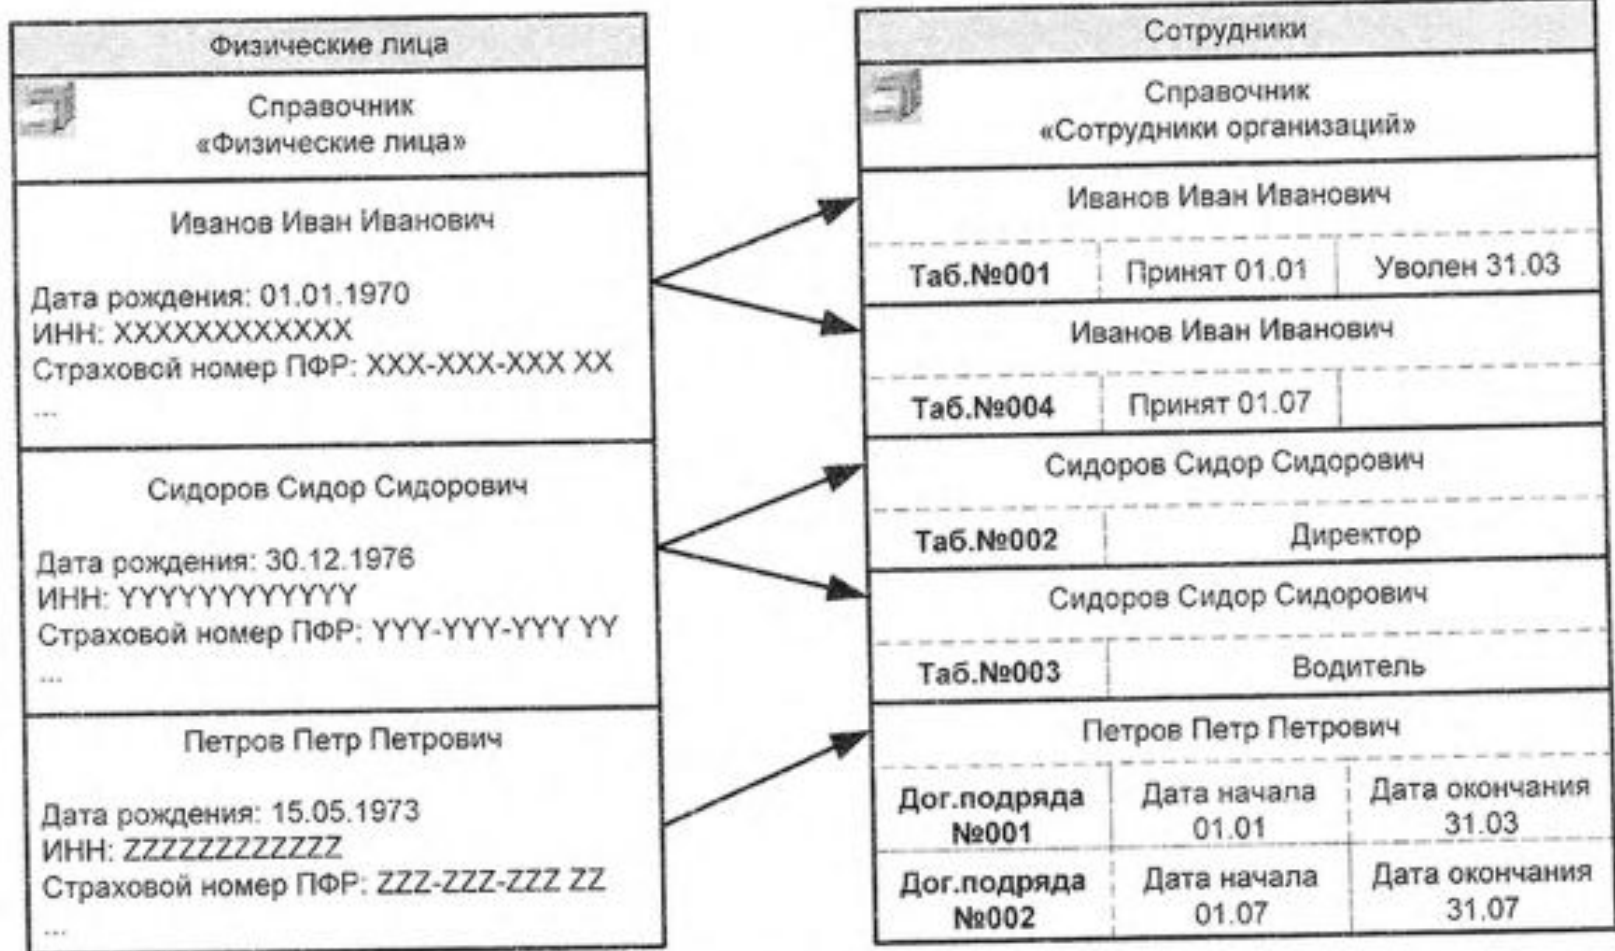 Физические лица
Справочник
«Физические лица»
Иванов Иван Иванович
Дата рождения: 01.01.1970
ИНН: XXXXXXXXXXXX
Страховой номер ПФР: XXX-XXX-XXX XX
...
Сидоров Сидор Сидорович
Дата рождения: 30.12.1976
ИНН: YYYYYYYYYYYY
Страховой номер ПФР: YYY-YYY-YYY YY
...
Петров Петр Петрович
Дата рождения: 15.05.1973
ИНН: ZZZZZZZZZZZZ
Страховой номер ПФР: ZZZ-ZZZ-ZZZ ZZ
...
Сотрудники
Справочник
«Сотрудники организаций»
Иванов Иван Иванович
Таб.№001 Принят 01.01 Уволен 31.03
Иванов Иван Иванович
Таб.№004 Принят 01.07
Сидоров Сидор Сидорович
Таб.№002 Директор
Сидоров Сидор Сидорович
Таб.№003 Водитель
Петров Петр Петрович
Дог.подряда Дата начала Дата окончания
№001 01.01 31.03
Дог.подряда Дата начала Дата окончания
№002 01.07 31.07